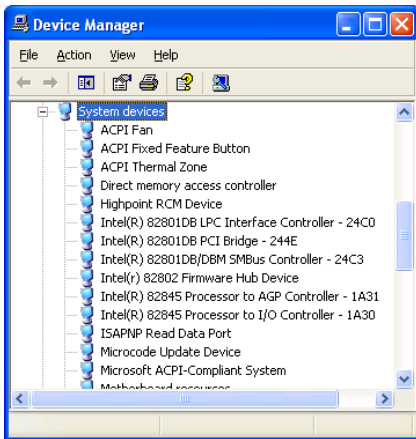 Device Manager
File Action View Help
System devices
ACPI Fan
ACPI Fixed Feature Button
ACPI Thermal Zone
Direct memory access controller
Highpoint RCM Device
Intel(R) 82801DB LPC Interface Controller - 24C0
Intel(R) 82801DB PCI Bridge - 244E
Intel(R) 82801DB/DBM SMBus Controller - 24C3
Intel(r) 82802 Firmware Hub Device
Intel(R) 82845 Processor to AGP Controller - 1A31
Intel(R) 82845 Processor to I/O Controller - 1A30
ISAPNP Read Data Port
Microcode Update Device
Microsoft ACPI-Compliant System
Motherboard resources